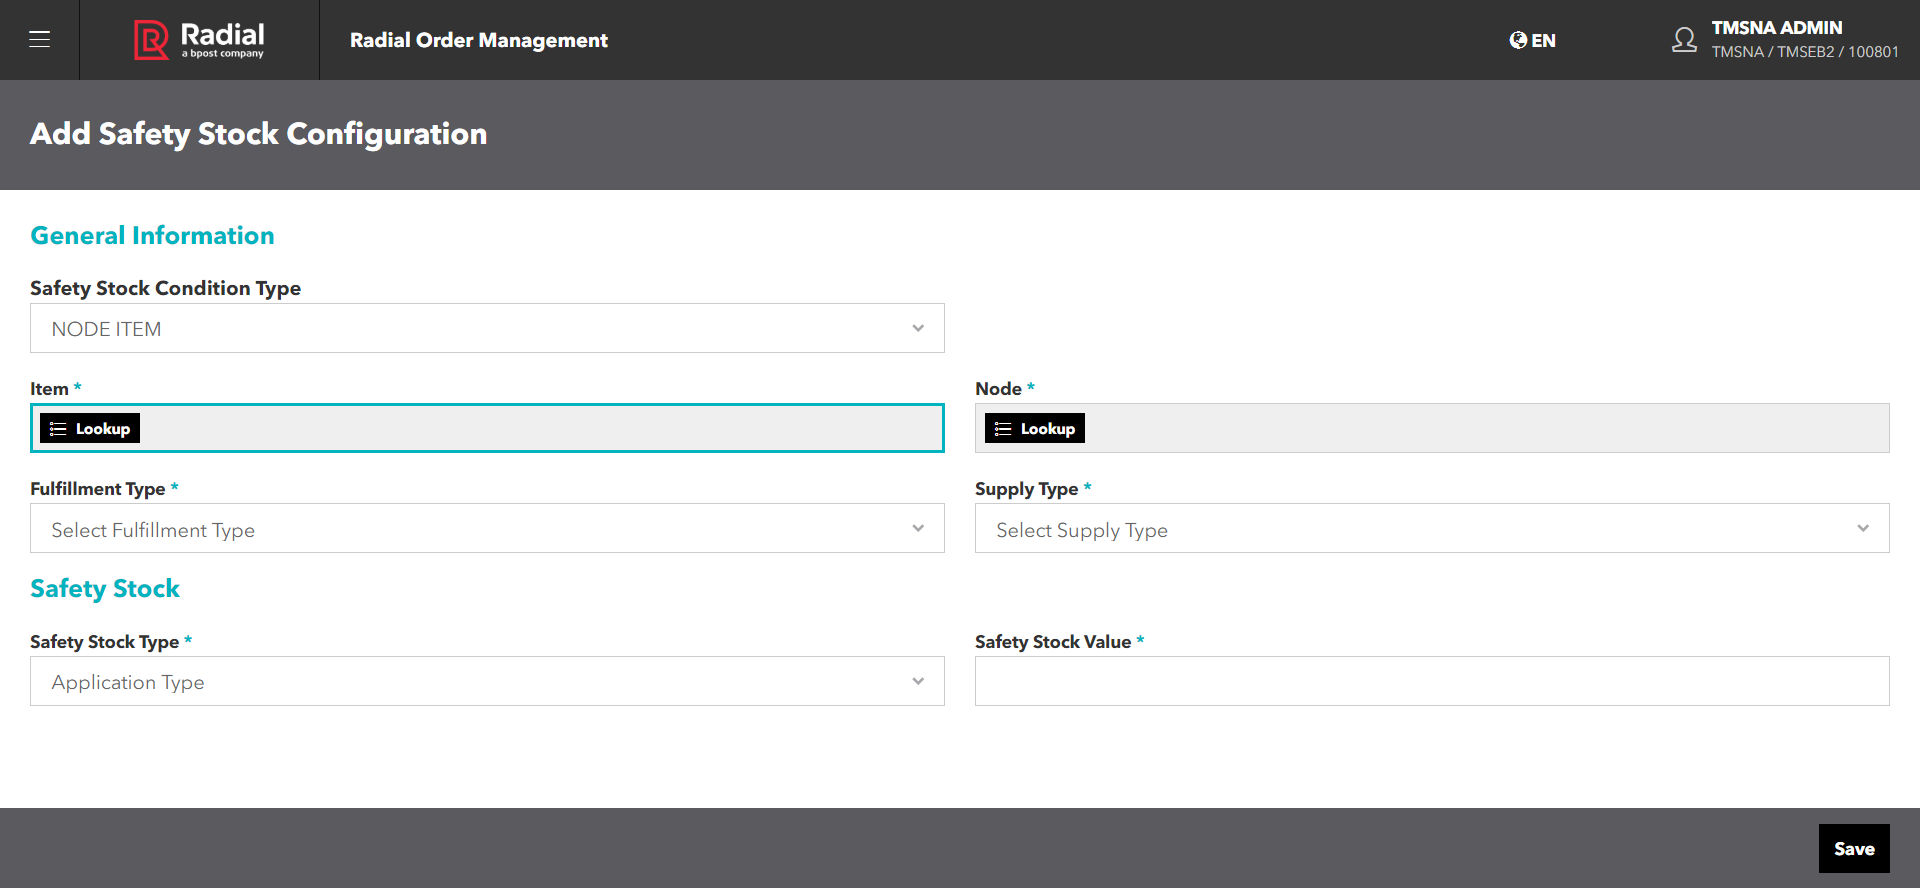 Radial
a bpost company
Radial Order Management
EN
TMSNA ADMIN
TMSNA / TMSEB2 / 100801
Add Safety Stock Configuration
General Information
Safety Stock Condition Type
NODE ITEM
Item *
Node *
Lookup
Lookup
Fulfillment Type *
Supply Type *
Select Fulfillment Type
Select Supply Type
Safety Stock
Safety Stock Type *
Safety Stock Value *
Application Type
Save